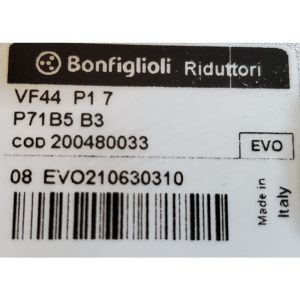 Bonfiglioli Riduttori
VF44 P1 7
P71B5 B3
COD 200480033
EVO
08 EVO210630310
Made in
Italy